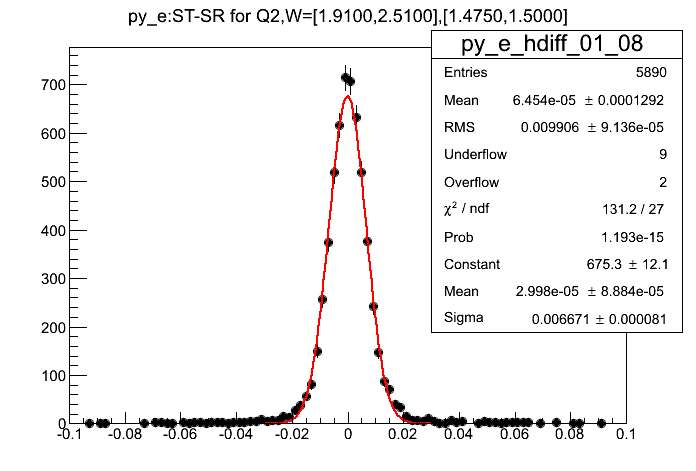 py_e:ST-SR for Q2,W=[1.9100,2.5100],[1.4750,1.5000]
py_e_hdiff_01_08
Entries 5890
Mean 6.454e-05 ± 0.0001292
RMS 0.009906 ± 9.136e-05
Underflow 9
Overflow 2
χ² / ndf 131.2 / 27
Prob 1.193e-15
Constant 675.3 ± 12.1
Mean 2.998e-05 ± 8.884e-05
Sigma 0.006671 ± 0.000081
700
600
500
400
300
200
100
0
-0.1 -0.08 -0.06 -0.04 -0.02 0 0.02 0.04 0.06 0.08 0.1